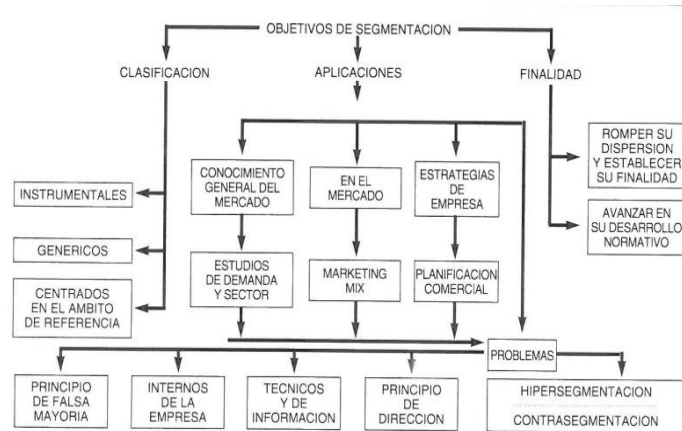 OBJETIVOS DE SEGMENTACION
CLASIFICACION
APLICACIONES
FINALIDAD
ROMPER SU
DISPERSION
Y ESTABLECER
SU FINALIDAD
CONOCIMIENTO
GENERAL DEL
MERCADO
EN EL
MERCADO
ESTRATEGIAS
DE
EMPRESA
INSTRUMENTALES
AVANZAR EN
SU DESARROLLO
NORMATIVO
GENERICOS
ESTUDIOS
DE DEMANDA
Y SECTOR
MARKETING
MIX
PLANIFICACION
COMERCIAL
CENTRADOS
EN EL AMBITO
DE REFERENCIA
PROBLEMAS
PRINCIPIO
DE FALSA
MAYORIA
INTERNOS
DE LA
EMPRESA
TECNICOS
Y DE
INFORMACION
PRINCIPIO
DE
DIRECCION
HIPERSEGMENTACION
CONTRASEGMENTACION